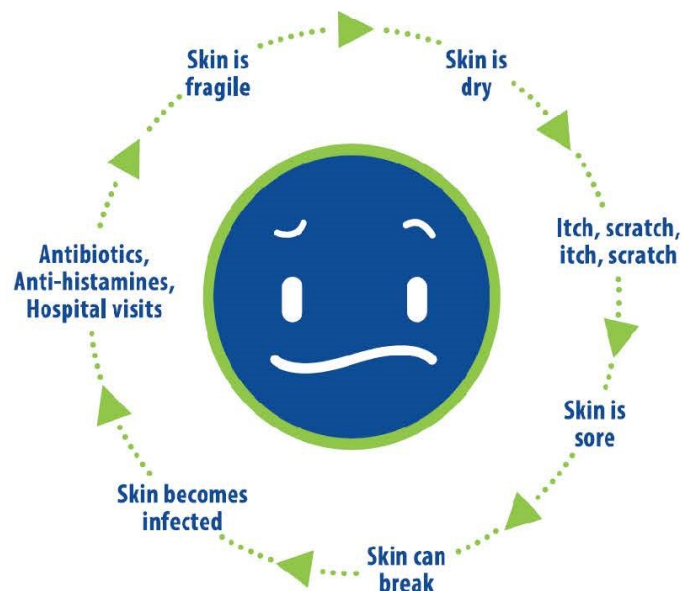 Skin is
fragile
Skin is
dry
Itch, scratch,
itch, scratch
Skin is
sore
Skin can
break
Skin becomes
infected
Antibiotics,
Anti-histamines,
Hospital visits